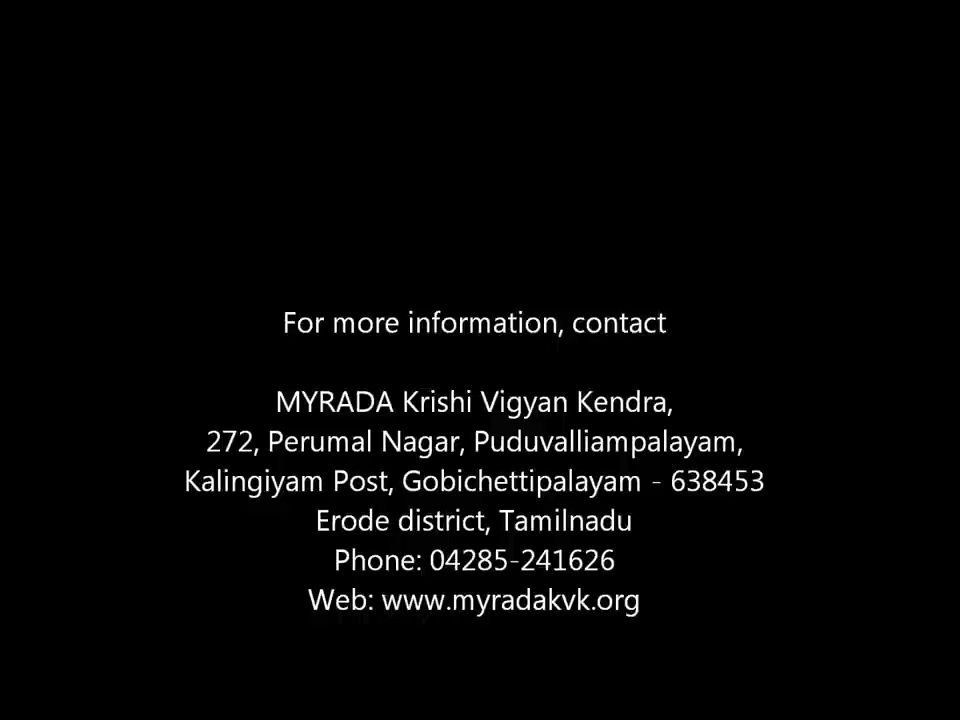 For more information, contact
MYRADA Krishi Vigyan Kendra,
272, Perumal Nagar, Puduvalliampalayam,
Kalingiyam Post, Gobichettipalayam - 638453
Erode district, Tamilnadu
Phone: 04285-241626
Web: www.myradakvk.org